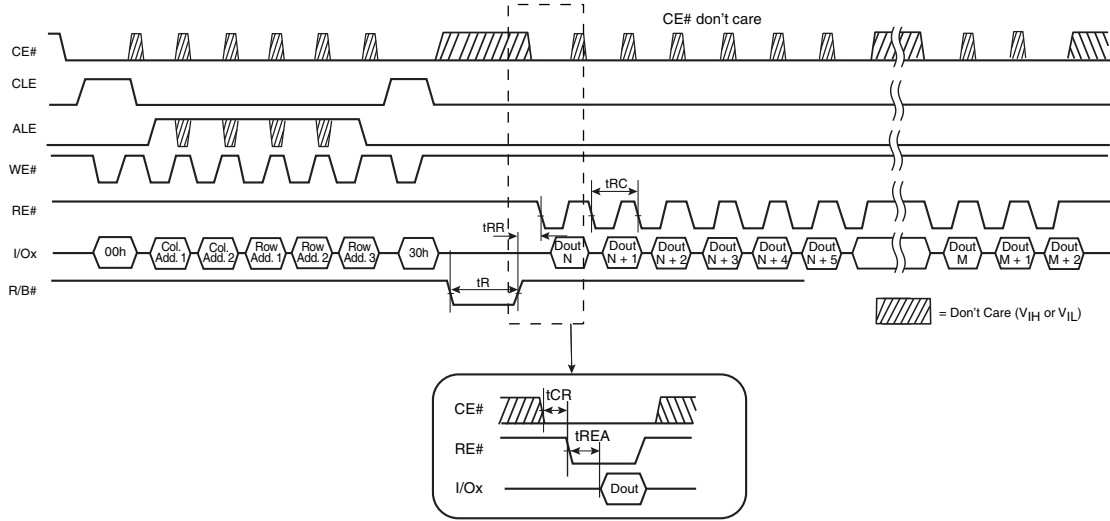 CE# don't care
CE#
CLE
ALE
WE#
RE#
tRC
tRR
I/Ox
00h
Col. Add. 1
Col. Add. 2
Row Add. 1
Row Add. 2
Row Add. 3
30h
Dout N
Dout N + 1
Dout N + 2
Dout N + 3
Dout N + 4
Dout N + 5
Dout M
Dout M + 1
Dout M + 2
R/B#
tR
= Don't Care (VIH or VIL)
CE#
tCR
RE#
tREA
I/Ox
Dout